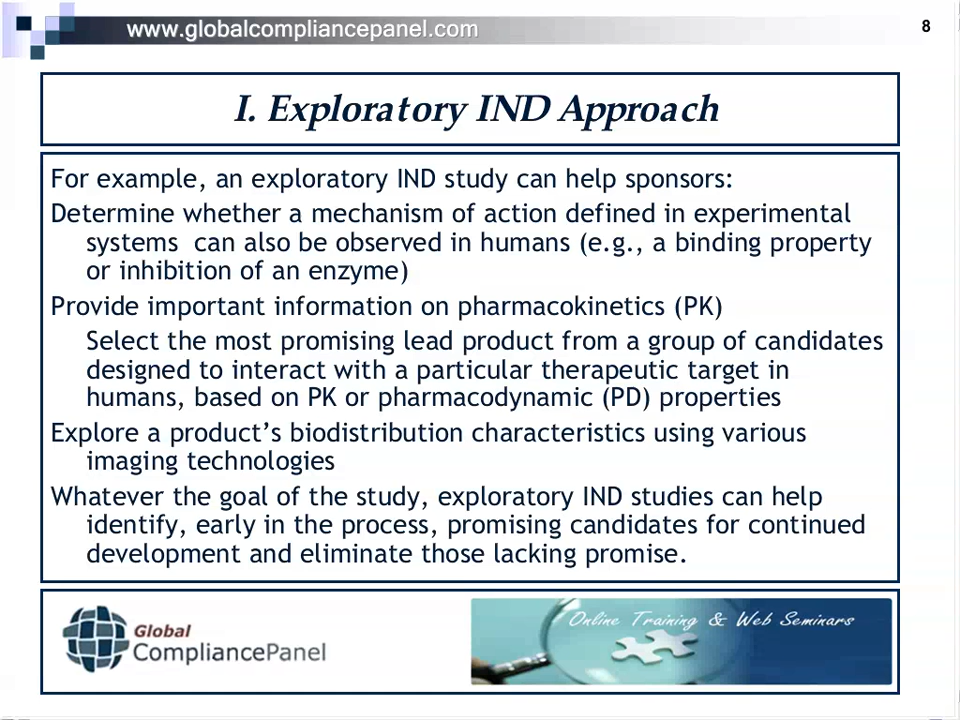 www.globalcompliancepanel.com
8
I. Exploratory IND Approach
For example, an exploratory IND study can help sponsors:
Determine whether a mechanism of action defined in experimental
systems can also be observed in humans (e.g., a binding property
or inhibition of an enzyme)
Provide important information on pharmacokinetics (PK)
Select the most promising lead product from a group of candidates
designed to interact with a particular therapeutic target in
humans, based on PK or pharmacodynamic (PD) properties
Explore a product’s biodistribution characteristics using various
imaging technologies
Whatever the goal of the study, exploratory IND studies can help
identify, early in the process, promising candidates for continued
development and eliminate those lacking promise.
Global
CompliancePanel
Online Training & Web Seminars